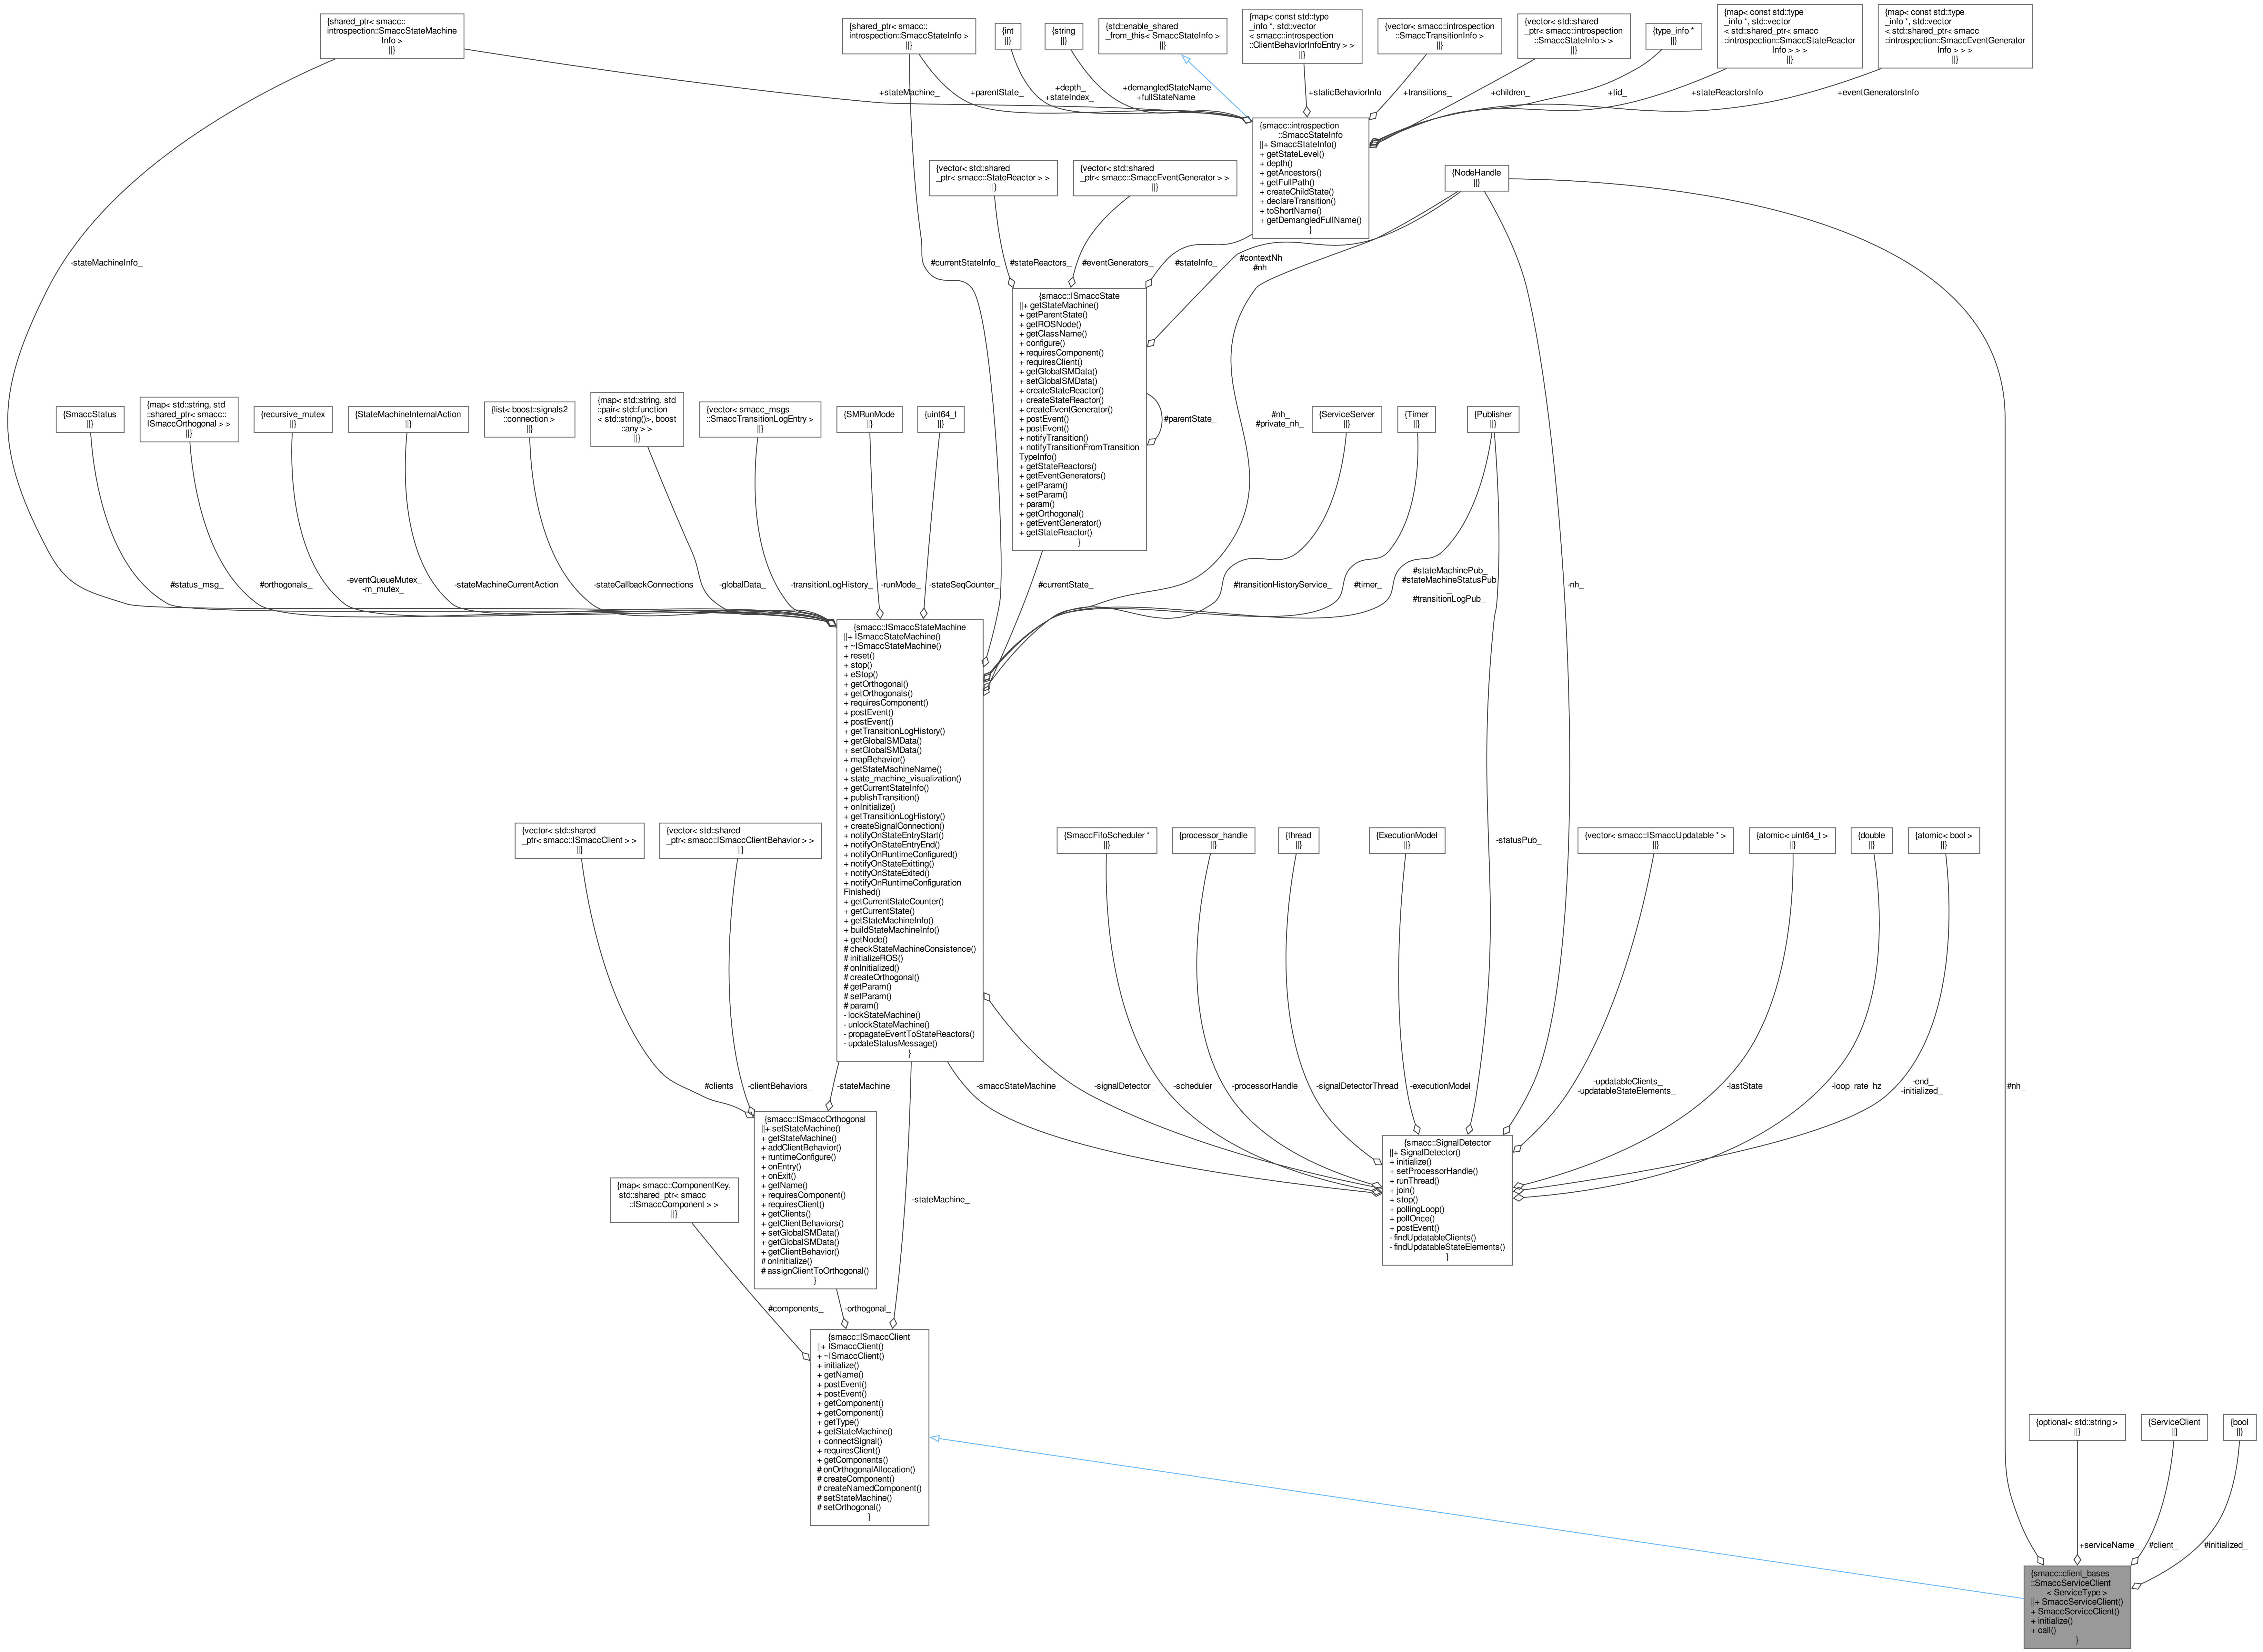 {shared_ptr< smacc::
introspection::SmaccStateMachine
Info >
||}
{shared_ptr< smacc::
introspection::SmaccStateInfo >
||}
{int
||}
{string
||}
{std::enable_shared
_from_this< SmaccStateInfo >
||}
{map< const std::type
_info *, std::vector
< smacc::introspection
::ClientBehaviorInfoEntry > >
||}
{vector< smacc::introspection
::SmaccTransitionInfo >
||}
{vector< std::shared
_ptr< smacc::introspection
::SmaccStateInfo > >
||}
{type_info *
||}
{map< const std::type
_info *, std::vector
< std::shared_ptr< smacc
::introspection::SmaccStateReactor
Info > > >
||}
{map< const std::type
_info *, std::vector
< std::shared_ptr< smacc
::introspection::SmaccEventGenerator
Info > > >
||}
+stateMachine_
+parentState_
+depth_
+stateIndex_
+demangledStateName
+fullStateName
+staticBehaviorInfo
+transitions_
+children_
+tid_
+stateReactorsInfo
+eventGeneratorsInfo
{smacc::introspection
::SmaccStateInfo
||+ SmaccStateInfo()
+ getStateLevel()
+ depth()
+ getAncestors()
+ getFullPath()
+ createChildState()
+ declareTransition()
+ toShortName()
+ getDemangledFullName()
}
{vector< std::shared
_ptr< smacc::StateReactor > >
||}
{vector< std::shared
_ptr< smacc::SmaccEventGenerator > >
||}
{NodeHandle
||}
-stateMachineInfo_
#currentStateInfo_
#stateReactors_
#eventGenerators_
#stateInfo_
#contextNh
#nh
{smacc::ISmaccState
||+ getStateMachine()
+ getParentState()
+ getROSNode()
+ getClassName()
+ configure()
+ requiresComponent()
+ requiresClient()
+ getGlobalSMData()
+ setGlobalSMData()
+ createStateReactor()
+ createStateReactor()
+ createEventGenerator()
+ postEvent()
+ postEvent()
+ notifyTransition()
+ notifyTransitionFromTransition
TypeInfo()
+ getStateReactors()
+ getEventGenerators()
+ getParam()
+ setParam()
+ param()
+ getOrthogonal()
+ getEventGenerator()
+ getStateReactor()
}
#parentState_
#nh_
#private_nh_
{SmaccStatus
||}
{map< std::string, std
::shared_ptr< smacc::
ISmaccOrthogonal > >
||}
{recursive_mutex
||}
{StateMachineInternalAction
||}
{list< boost::signals2
::connection >
||}
{map< std::string, std
::pair< std::function
< std::string()>, boost
::any > >
||}
{vector< smacc_msgs
::SmaccTransitionLogEntry >
||}
{SMRunMode
||}
{uint64_t
||}
{ServiceServer
||}
{Timer
||}
{Publisher
||}
#status_msg_
#orthogonals_
-eventQueueMutex_
-m_mutex_
-stateMachineCurrentAction
-stateCallbackConnections
-globalData_
-transitionLogHistory_
-runMode_
-stateSeqCounter_
#currentState_
#transitionHistoryService_
#timer_
#stateMachinePub_
#stateMachineStatusPub
_
#transitionLogPub_
-nh_
{smacc::ISmaccStateMachine
||+ ISmaccStateMachine()
+ ~ISmaccStateMachine()
+ reset()
+ stop()
+ eStop()
+ getOrthogonal()
+ getOrthogonals()
+ requiresComponent()
+ postEvent()
+ postEvent()
+ getTransitionLogHistory()
+ getGlobalSMData()
+ setGlobalSMData()
+ mapBehavior()
+ getStateMachineName()
+ state_machine_visualization()
+ getCurrentStateInfo()
+ publishTransition()
+ onInitialize()
+ getTransitionLogHistory()
+ createSignalConnection()
+ notifyOnStateEntryStart()
+ notifyOnStateEntryEnd()
+ notifyOnRuntimeConfigured()
+ notifyOnStateExitting()
+ notifyOnStateExited()
+ notifyOnRuntimeConfiguration
Finished()
+ getCurrentStateCounter()
+ getCurrentState()
+ getStateMachineInfo()
+ buildStateMachineInfo()
+ getNode()
# checkStateMachineConsistence()
# initializeROS()
# onInitialized()
# createOrthogonal()
# getParam()
# setParam()
# param()
- lockStateMachine()
- unlockStateMachine()
- propagateEventToStateReactors()
- updateStatusMessage()
}
{vector< std::shared
_ptr< smacc::ISmaccClient > >
||}
{vector< std::shared
_ptr< smacc::ISmaccClientBehavior > >
||}
{SmaccFifoScheduler *
||}
{processor_handle
||}
{thread
||}
{ExecutionModel
||}
-statusPub_
{vector< smacc::ISmaccUpdatable * >
||}
{atomic< uint64_t >
||}
{double
||}
{atomic< bool >
||}
#clients_
-clientBehaviors_
-stateMachine_
-smaccStateMachine_
-signalDetector_
-scheduler_
-processorHandle_
-signalDetectorThread_
-executionModel_
-updatableClients_
-updatableStateElements_
-lastState_
-loop_rate_hz
-end_
-initialized_
#nh_
{smacc::ISmaccOrthogonal
||+ setStateMachine()
+ getStateMachine()
+ addClientBehavior()
+ runtimeConfigure()
+ onEntry()
+ onExit()
+ getName()
+ requiresComponent()
+ requiresClient()
+ getClients()
+ getClientBehaviors()
+ setGlobalSMData()
+ getGlobalSMData()
+ getClientBehavior()
# onInitialize()
# assignClientToOrthogonal()
}
{smacc::SignalDetector
||+ SignalDetector()
+ initialize()
+ setProcessorHandle()
+ runThread()
+ join()
+ stop()
+ pollingLoop()
+ pollOnce()
+ postEvent()
- findUpdatableClients()
- findUpdatableStateElements()
}
{map< smacc::ComponentKey,
std::shared_ptr< smacc
::ISmaccComponent > >
||}
-stateMachine_
#components_
-orthogonal_
{smacc::ISmaccClient
||+ ISmaccClient()
+ ~ISmaccClient()
+ initialize()
+ getName()
+ postEvent()
+ postEvent()
+ getComponent()
+ getComponent()
+ getType()
+ getStateMachine()
+ connectSignal()
+ requiresClient()
+ getComponents()
# onOrthogonalAllocation()
# createComponent()
# createNamedComponent()
# setStateMachine()
# setOrthogonal()
}
{optional< std::string >
||}
{ServiceClient
||}
{bool
||}
+serviceName_
#client_
#initialized_
{smacc::client_bases
::SmaccServiceClient
< ServiceType >
||+ SmaccServiceClient()
+ SmaccServiceClient()
+ initialize()
+ call()
}